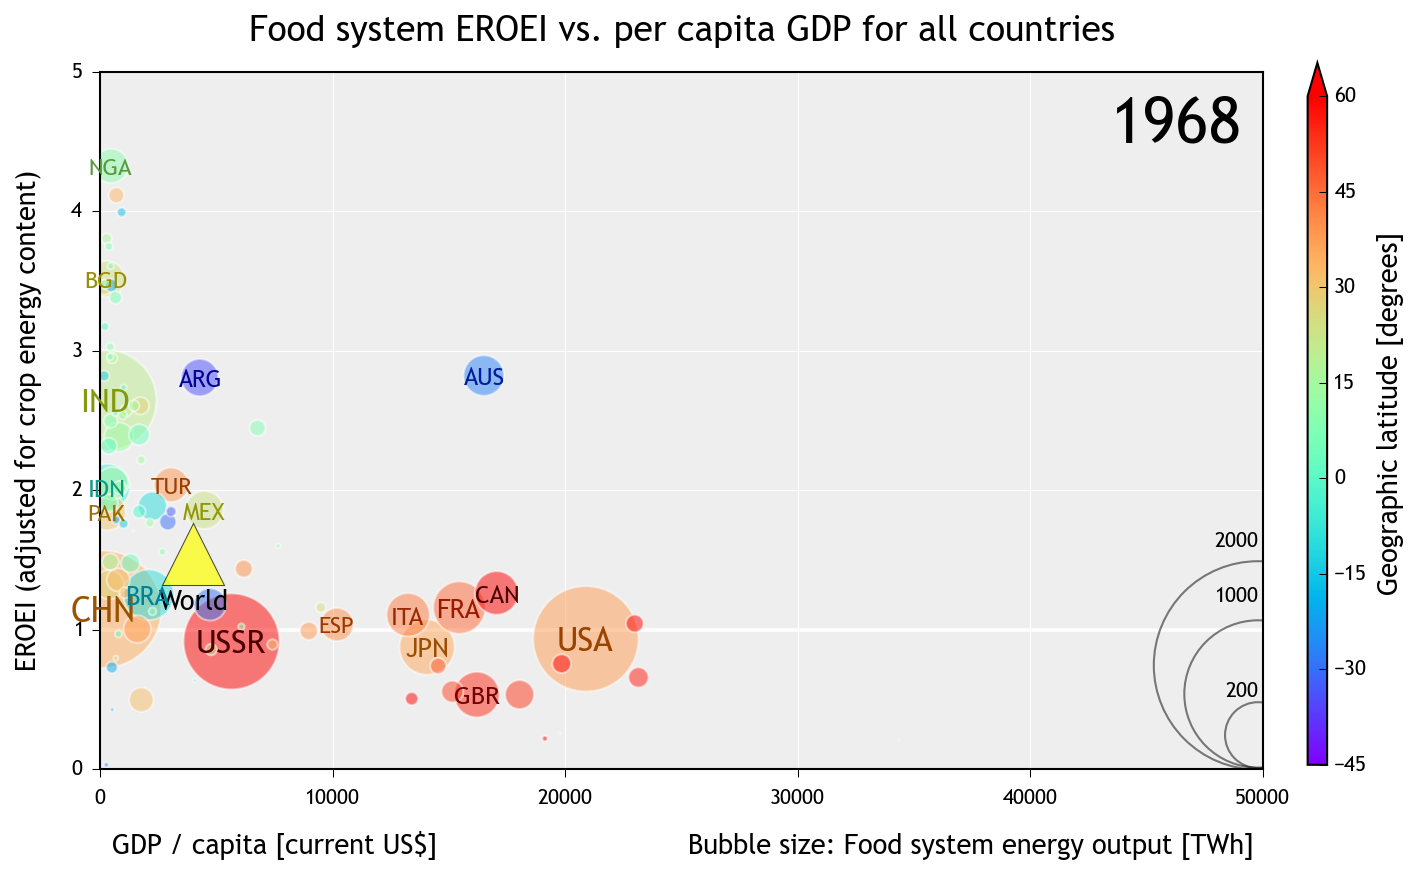 Food system EROEI vs. per capita GDP for all countries
1968
EROEI (adjusted for crop energy content)
5
4
3
2
1
0
NGA
BGD
IND
ARG
AUS
IDN
TUR
PAK
MEX
CHN
BRA
World
USSR
ESP
ITA
FRA
CAN
JPN
GBR
USA
2000
1000
200
0
10000
20000
30000
40000
50000
GDP / capita [current US$]
Bubble size: Food system energy output [TWh]
60
45
30
15
0
−15
−30
−45
Geographic latitude [degrees]